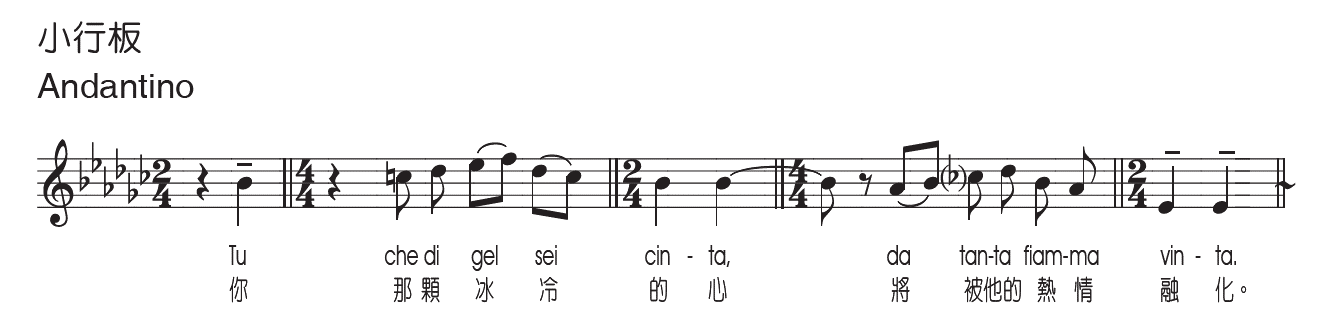 小行板
Andantino
Tu che di gel sei cin - ta, da tan-ta fiam-ma vin - ta.
你 那 顆 冰 冷 的 心 將 被他的 熱 情 融 化。